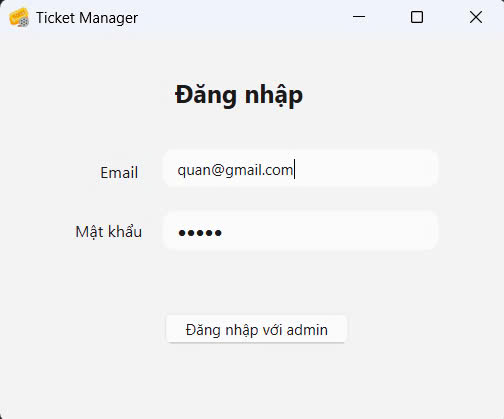 Ticket Manager
Đăng nhập
Email quan@gmail.com
Mật khẩu •••••
Đăng nhập với admin